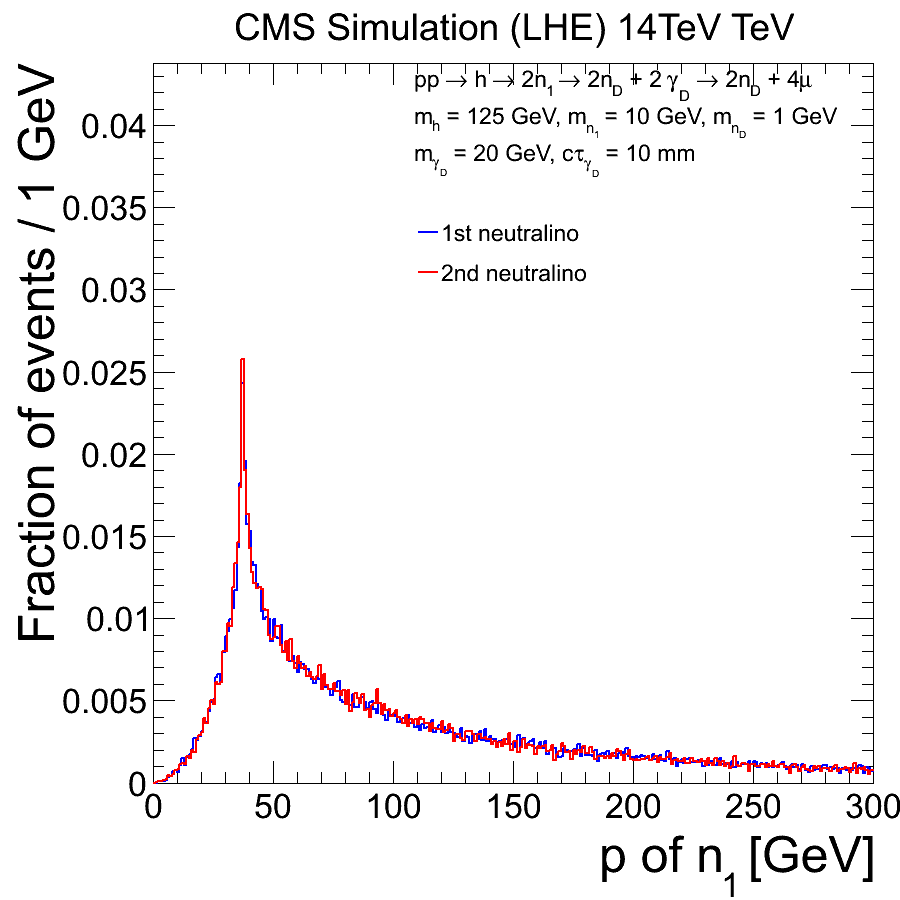 CMS Simulation (LHE) 14TeV TeV
pp → h → 2n₁ → 2n_D + 2 γ_D → 2n_D + 4μ
m_h = 125 GeV, m_n₁ = 10 GeV, m_n_D = 1 GeV
m_γ_D = 20 GeV, cτ_γ_D = 10 mm
1st neutralino
2nd neutralino
Fraction of events / 1 GeV
0.04
0.035
0.03
0.025
0.02
0.015
0.01
0.005
0
0 50 100 150 200 250 300
p of n₁ [GeV]